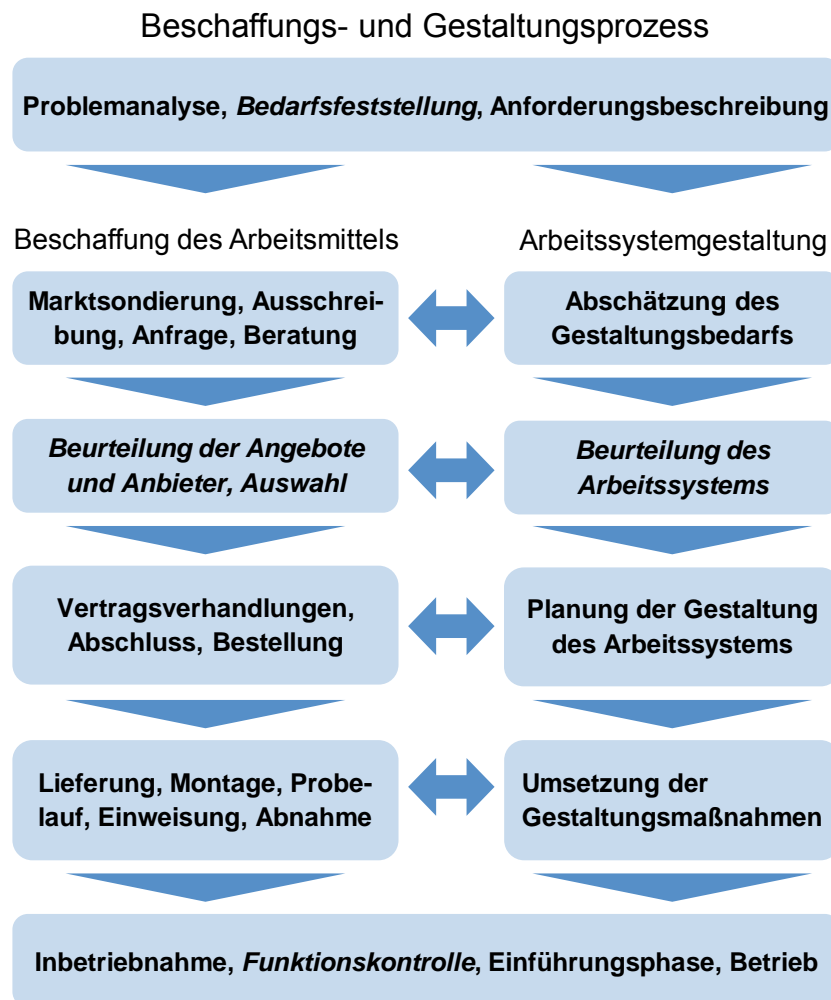 Beschaffungs- und Gestaltungsprozess
Problemanalyse, Bedarfsfeststellung, Anforderungsbeschreibung
Beschaffung des Arbeitsmittels
Arbeitssystemgestaltung
Marktsondierung, Ausschrei-
bung, Anfrage, Beratung
Abschätzung des
Gestaltungsbedarfs
Beurteilung der Angebote
und Anbieter, Auswahl
Beurteilung des
Arbeitssystems
Vertragsverhandlungen,
Abschluss, Bestellung
Planung der Gestaltung
des Arbeitssystems
Lieferung, Montage, Probe-
lauf, Einweisung, Abnahme
Umsetzung der
Gestaltungsmaßnahmen
Inbetriebnahme, Funktionskontrolle, Einführungsphase, Betrieb